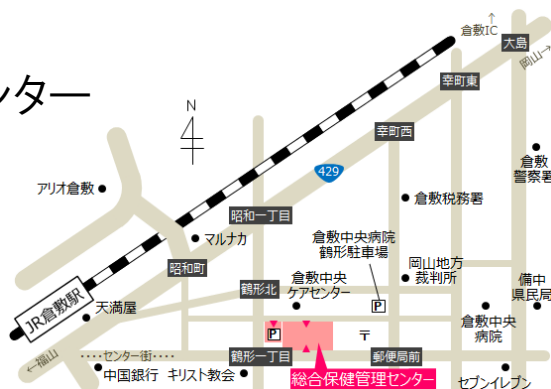 ンター
倉敷IC
↑
大島
岡山→
幸町東
N
幸町西
倉敷
警察署
429
アリオ倉敷
倉敷税務署
昭和一丁目
マルナカ
倉敷中央病院
鶴形駐車場
昭和町
岡山地方
裁判所
備中
県民局
鶴形北
倉敷中央
ケアセンター
P
JR倉敷駅
天満屋
倉敷中央
病院
P
〒
←福山
‥‥センター街‥‥
鶴形一丁目
郵便局前
中国銀行
キリスト教会
総合保健管理センター
セブンイレブン